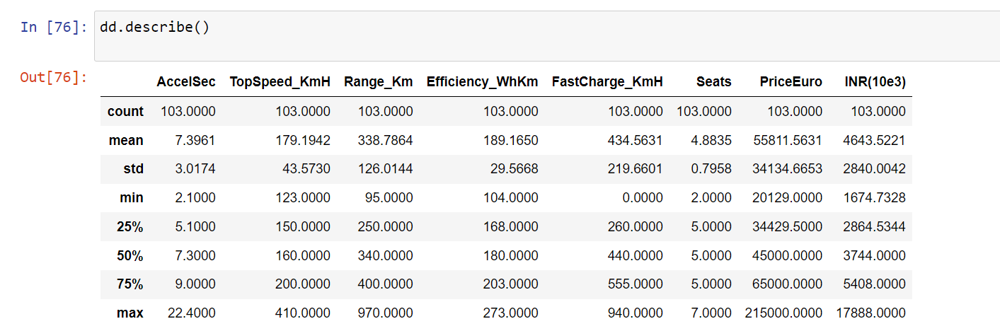 In [76]: dd.describe()
Out[76]:
AccelSec TopSpeed_KmH Range_Km Efficiency_WhKm FastCharge_KmH Seats PriceEuro INR(10e3)
count 103.0000 103.0000 103.0000 103.0000 103.0000 103.0000 103.0000 103.0000
mean 7.3961 179.1942 338.7864 189.1650 434.5631 4.8835 55811.5631 4643.5221
std 3.0174 43.5730 126.0144 29.5668 219.6601 0.7958 34134.6653 2840.0042
min 2.1000 123.0000 95.0000 104.0000 0.0000 2.0000 20129.0000 1674.7328
25% 5.1000 150.0000 250.0000 168.0000 260.0000 5.0000 34429.5000 2864.5344
50% 7.3000 160.0000 340.0000 180.0000 440.0000 5.0000 45000.0000 3744.0000
75% 9.0000 200.0000 400.0000 203.0000 555.0000 5.0000 65000.0000 5408.0000
max 22.4000 410.0000 970.0000 273.0000 940.0000 7.0000 215000.0000 17888.0000